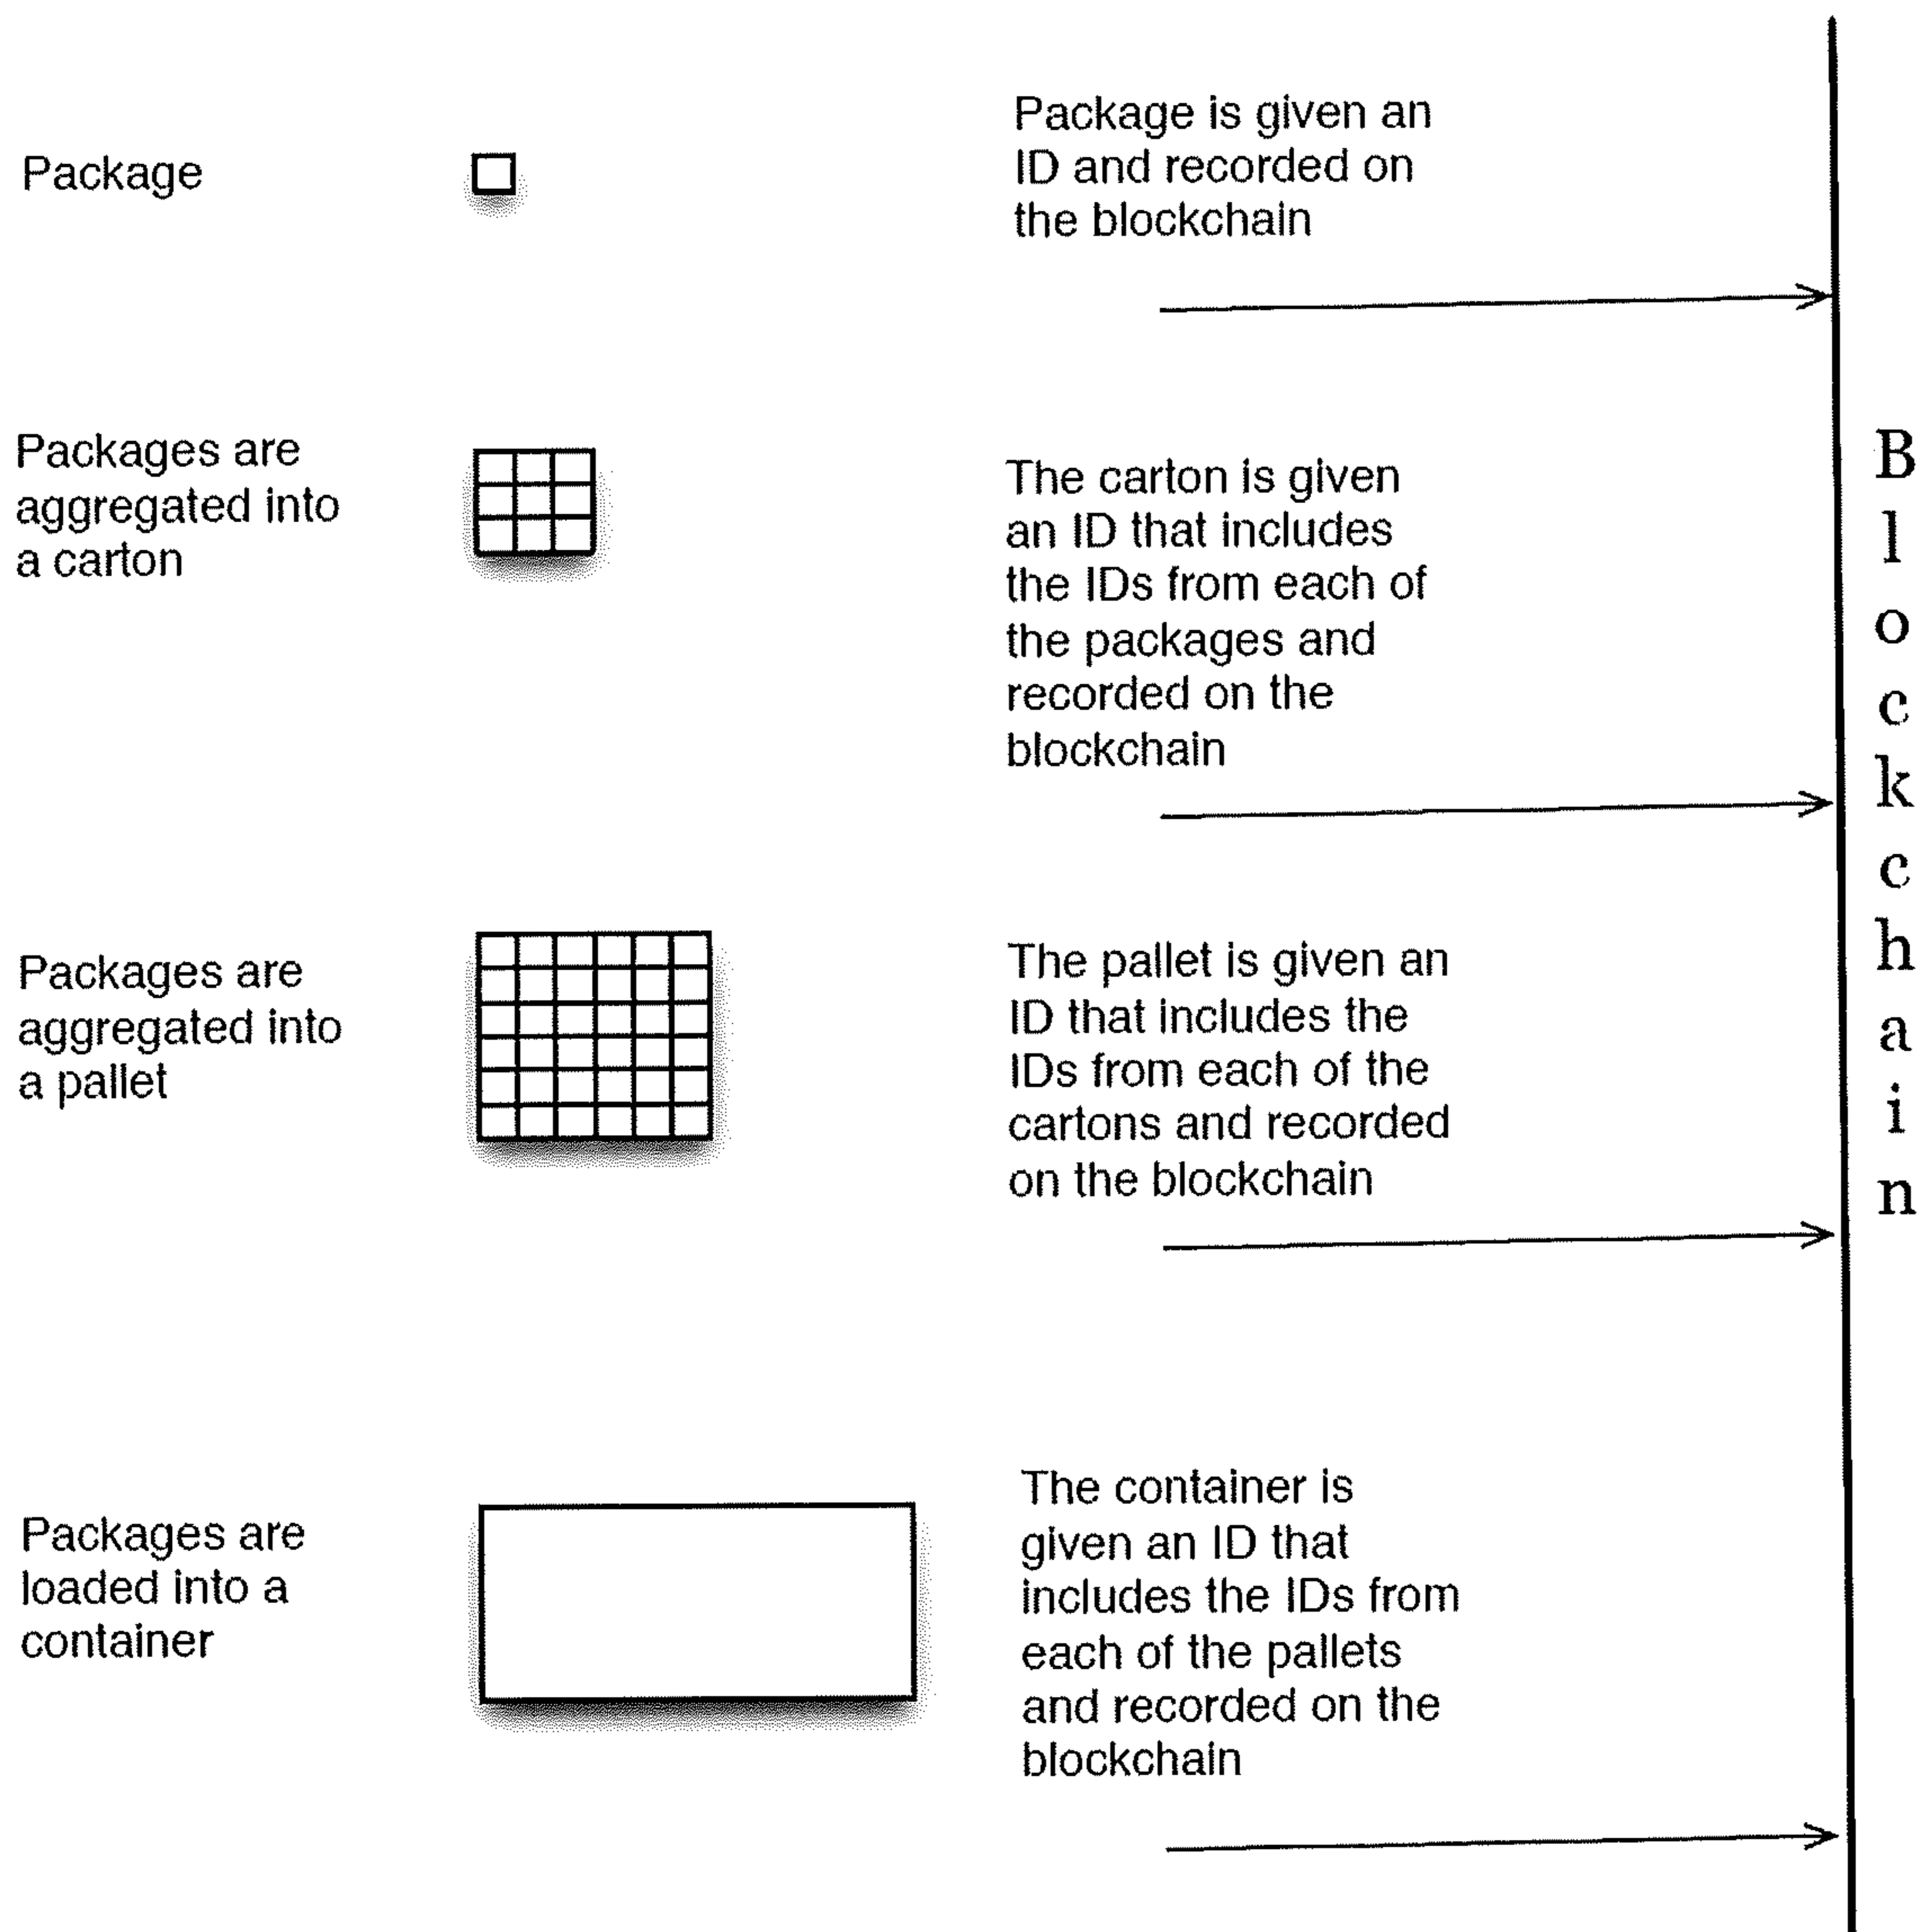 Package
Package is given an
ID and recorded on
the blockchain
Packages are
aggregated into
a carton
The carton is given
an ID that includes
the IDs from each of
the packages and
recorded on the
blockchain
Packages are
aggregated into
a pallet
The pallet is given an
ID that includes the
IDs from each of the
cartons and recorded
on the blockchain
Packages are
loaded into a
container
The container is
given an ID that
includes the IDs from
each of the pallets
and recorded on the
blockchain
Blockchain